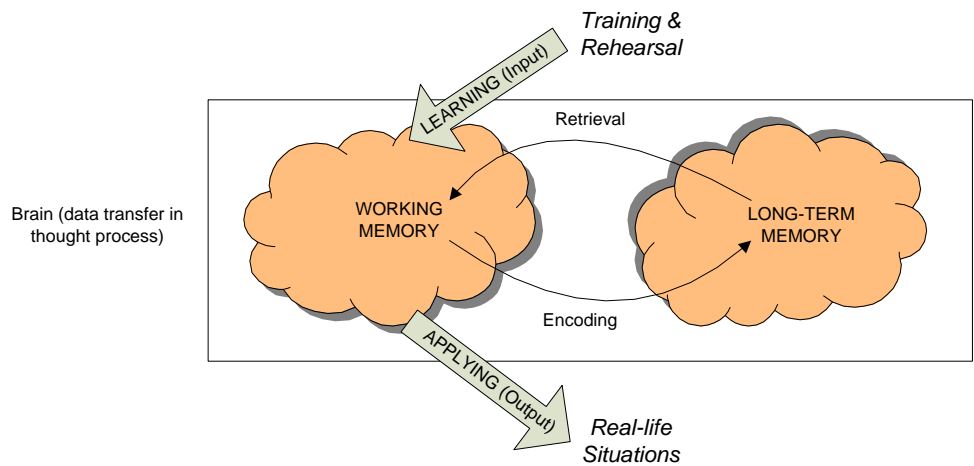 Training &
Rehearsal
LEARNING (Input)
Retrieval
Brain (data transfer in
thought process)
WORKING
MEMORY
LONG-TERM
MEMORY
Encoding
APPLYING (Output)
Real-life
Situations